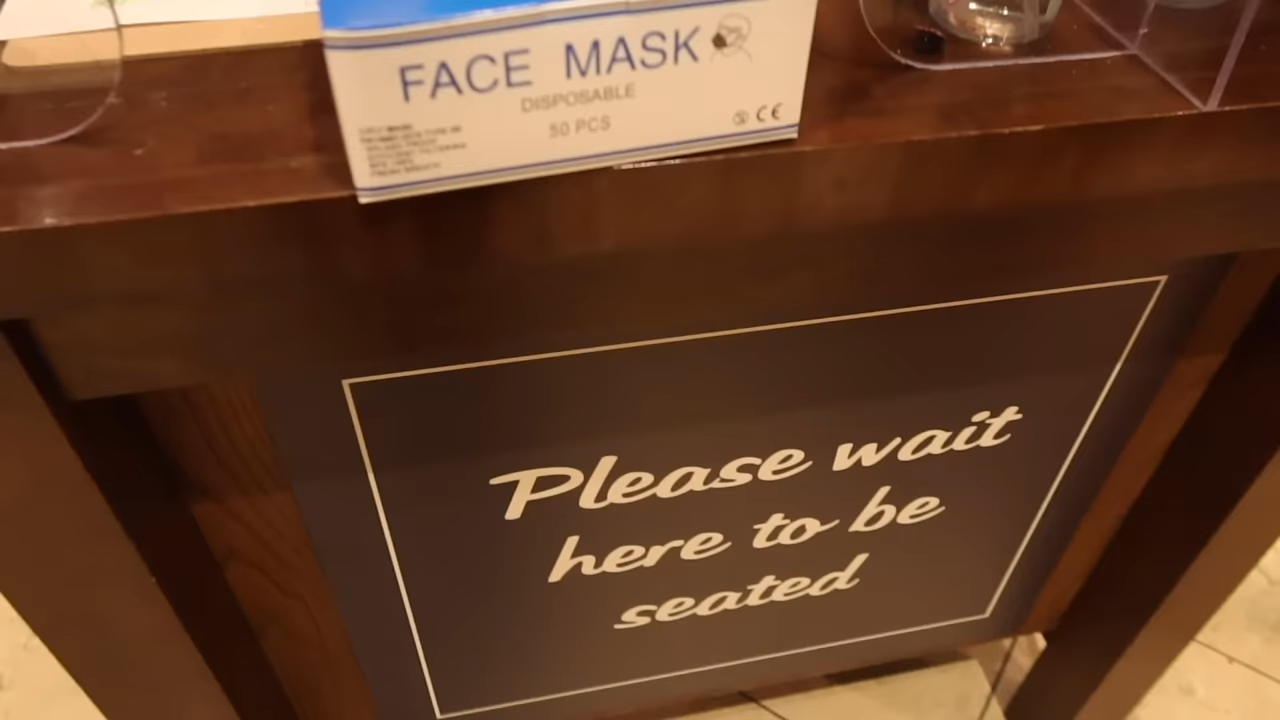 FACE MASK
DISPOSABLE
50 PCS
CE
Please wait
here to be
seated